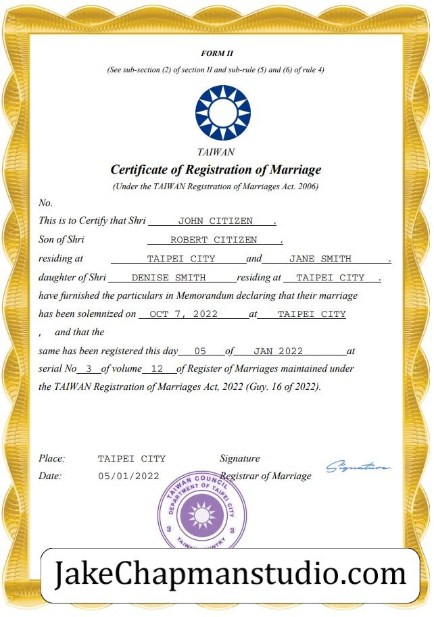 FORM II
(See sub-section (2) of section II and sub-rule (5) and (6) of rule 4)
TAIWAN
Certificate of Registration of Marriage
(Under the TAIWAN Registration of Marriages Act. 2006)
No.
This is to Certify that Shri JOHN CITIZEN .
Son of Shri ROBERT CITIZEN .
residing at TAIPEI CITY and JANE SMITH .
daughter of Shri DENISE SMITH residing at TAIPEI CITY .
have furnished the particulars in Memorandum declaring that their marriage
has been solemnized on OCT 7, 2022 at TAIPEI CITY
, and that the
same has been registered this day 05 of JAN 2022 at
serial No 3 of volume 12 of Register of Marriages maintained under
the TAIWAN Registration of Marriages Act, 2022 (Guy. 16 of 2022).
Place: TAIPEI CITY Signature
Date: 05/01/2022 Registrar of Marriage
Signature
TAIWAN COUNCIL
DEPARTMENT OF TAIPEI CITY
JakeChapmanstudio.com